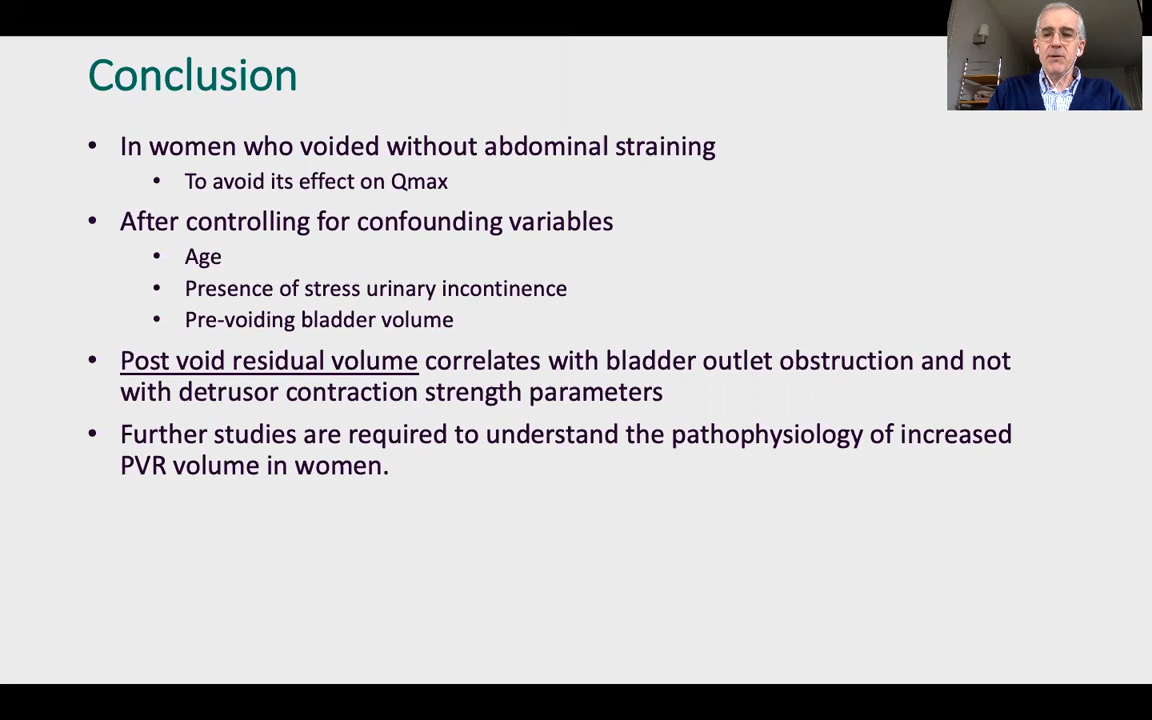 Conclusion
• In women who voided without abdominal straining
• To avoid its effect on Qmax
• After controlling for confounding variables
• Age
• Presence of stress urinary incontinence
• Pre-voiding bladder volume
• Post void residual volume correlates with bladder outlet obstruction and not
with detrusor contraction strength parameters
• Further studies are required to understand the pathophysiology of increased
PVR volume in women.